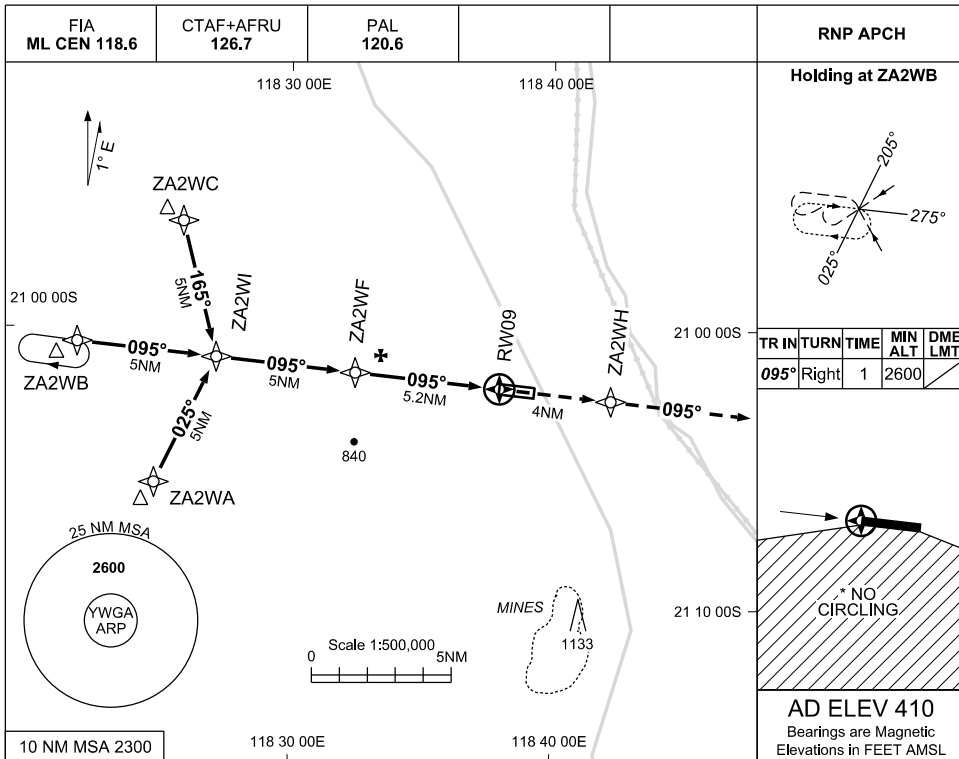 FIA
ML CEN 118.6
CTAF+AFRU
126.7
PAL
120.6
RNP APCH
118 30 00E
118 40 00E
Holding at ZA2WB
1° E
205°
275°
025°
ZA2WC
165°
5NM
ZA2WI
ZA2WF
RW09
ZA2WH
21 00 00S
21 00 00S
ZA2WB
095°
5NM
095°
5NM
095°
5.2NM
4NM
095°
025°
5NM
ZA2WA
840
TR IN TURN TIME MIN ALT DME LMT
095° Right 1 2600
25 NM MSA
2600
YWGA
ARP
MINES
1133
Scale 1:500,000
0 5NM
21 10 00S
* NO
CIRCLING
10 NM MSA 2300
118 30 00E
118 40 00E
AD ELEV 410
Bearings are Magnetic
Elevations in FEET AMSL